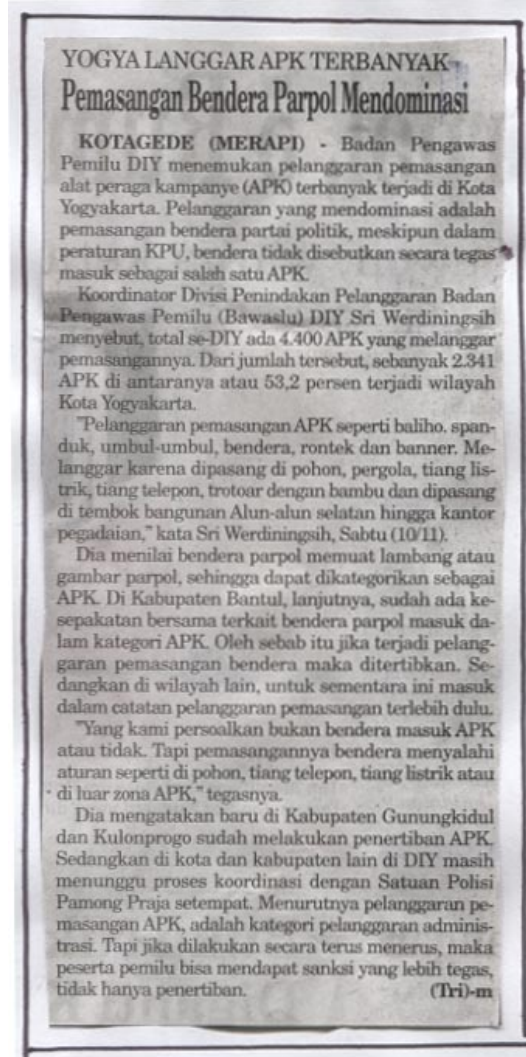 YOGYA LANGGAR APK TERBANYAK
Pemasangan Bendera Parpol Mendominasi
KOTAGEDE (MERAPI) - Badan Pengawas
Pemilu DIY menemukan pelanggaran pemasangan
alat peraga kampanye (APK) terbanyak terjadi di Kota
Yogyakarta. Pelanggaran yang mendominasi adalah
pemasangan bendera partai politik, meskipun dalam
peraturan KPU, bendera tidak disebutkan secara tegas
masuk sebagai salah satu APK.
Koordinator Divisi Penindakan Pelanggaran Badan
Pengawas Pemilu (Bawaslu) DIY Sri Werdiningsih
menyebut, total se-DIY ada 4.400 APK yang melanggar
pemasangannya. Dari jumlah tersebut, sebanyak 2.341
APK di antaranya atau 53,2 persen terjadi wilayah
Kota Yogyakarta.
"Pelanggaran pemasangan APK seperti baliho. span-
duk, umbul-umbul, bendera, rontek dan banner. Me-
langgar karena dipasang di pohon, pergola, tiang lis-
trik, tiang telepon, trotoar dengan bambu dan dipasang
di tembok bangunan Alun-alun selatan hingga kantor
pegadaian," kata Sri Werdiningsih, Sabtu (10/11).
Dia menilai bendera parpol memuat lambang atau
gambar parpol, sehingga dapat dikategorikan sebagai
APK. Di Kabupaten Bantul, lanjutnya, sudah ada ke-
sepakatan bersama terkait bendera parpol masuk da-
lam kategori APK. Oleh sebab itu jika terjadi pelang-
garan pemasangan bendera maka ditertibkan. Se-
dangkan di wilayah lain, untuk sementara ini masuk
dalam catatan pelanggaran pemasangan terlebih dulu.
"Yang kami persoalkan bukan bendera masuk APK
atau tidak. Tapi pemasangannya bendera menyalahi
aturan seperti di pohon, tiang telepon, tiang listrik atau
di luar zona APK," tegasnya.
Dia mengatakan baru di Kabupaten Gunungkidul
dan Kulonprogo sudah melakukan penertiban APK.
Sedangkan di kota dan kabupaten lain di DIY masih
menunggu proses koordinasi dengan Satuan Polisi
Pamong Praja setempat. Menurutnya pelanggaran pe-
masangan APK, adalah kategori pelanggaran adminis-
trasi. Tapi jika dilakukan secara terus menerus, maka
peserta pemilu bisa mendapat sanksi yang lebih tegas,
tidak hanya penertiban. (Tri)-m